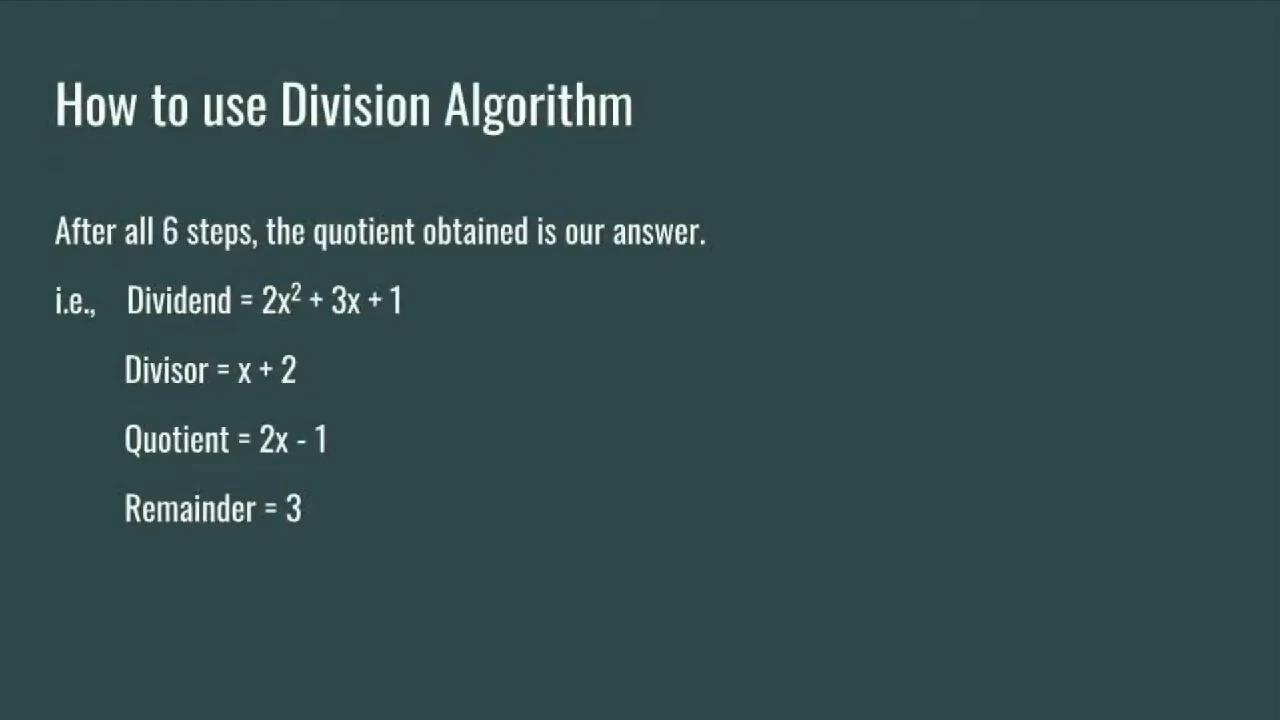 How to use Division Algorithm
After all 6 steps, the quotient obtained is our answer.
i.e., Dividend = 2x² + 3x + 1
Divisor = x + 2
Quotient = 2x - 1
Remainder = 3